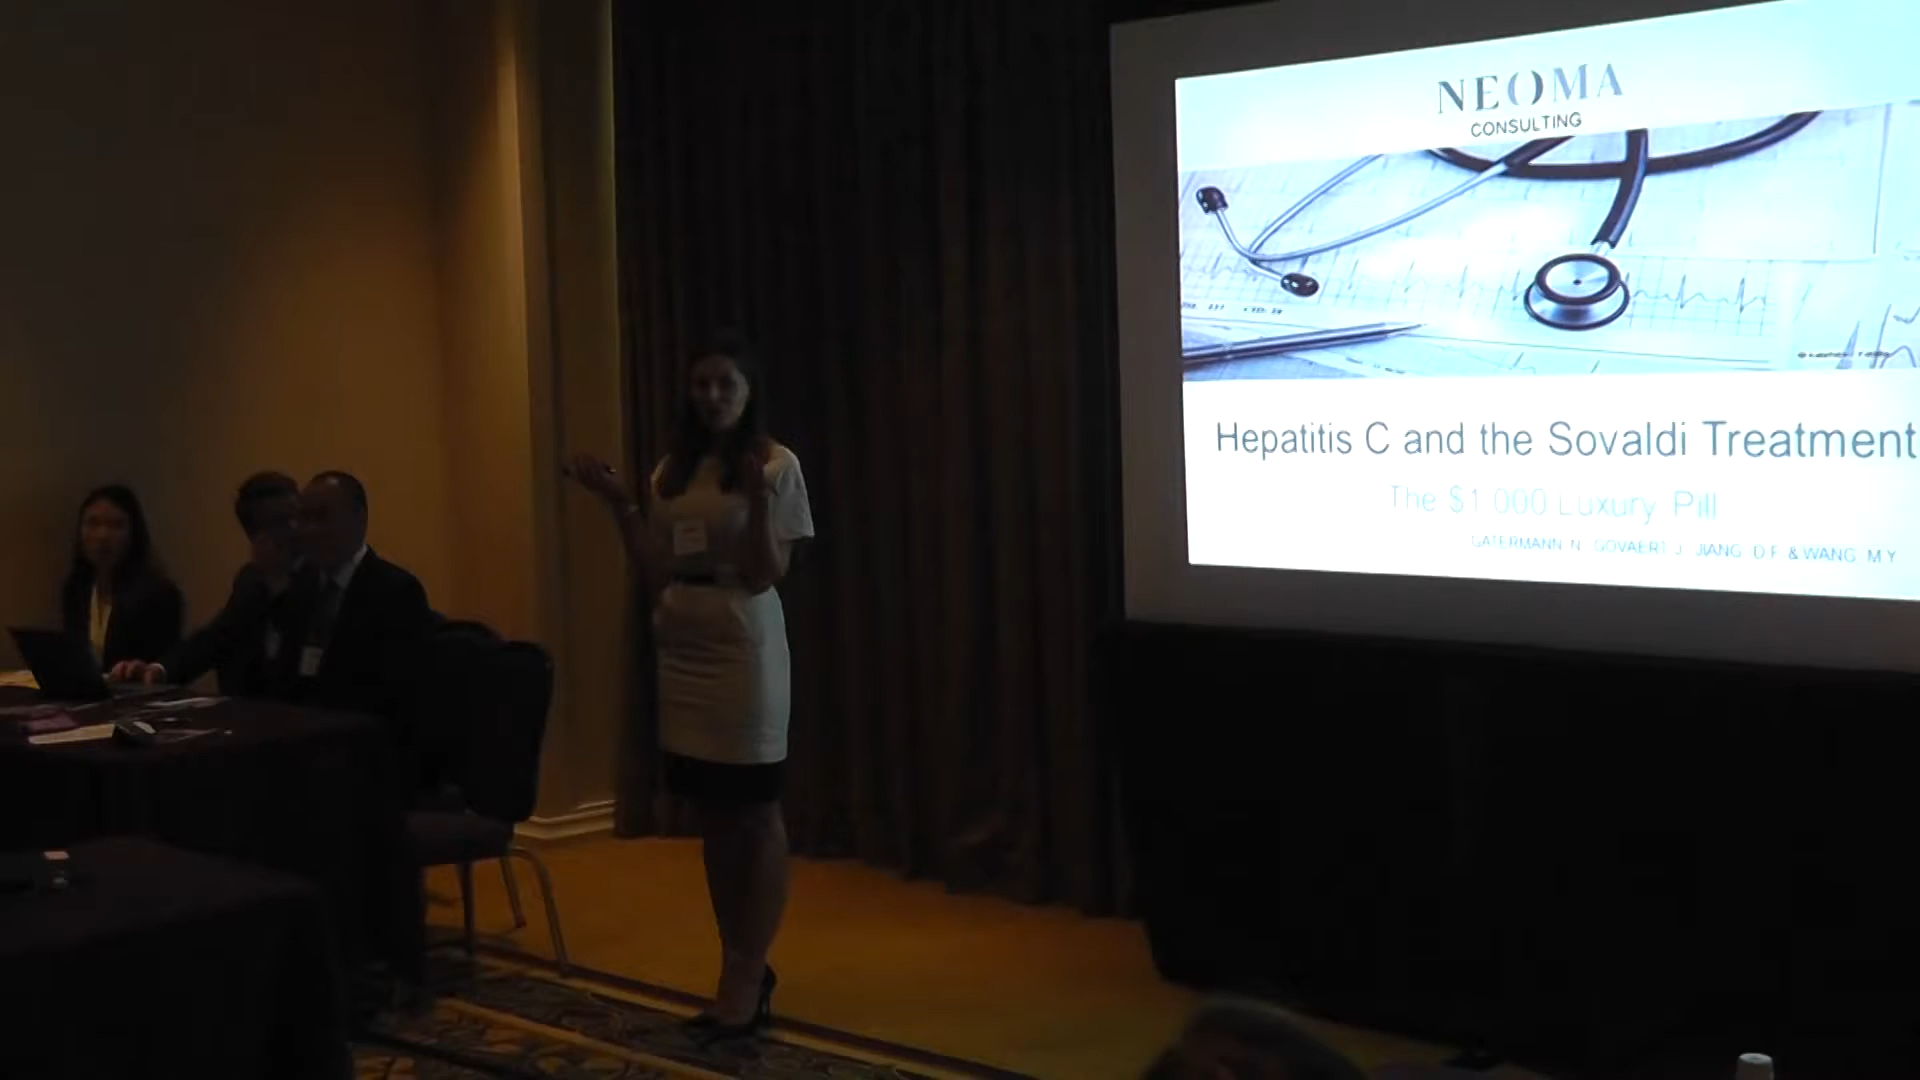 NEOMA
CONSULTING
Hepatitis C and the Sovaldi Treatment
The $1 000 Luxury Pill
GATERMANN N GOVAERT J JIANG D F & WANG M Y